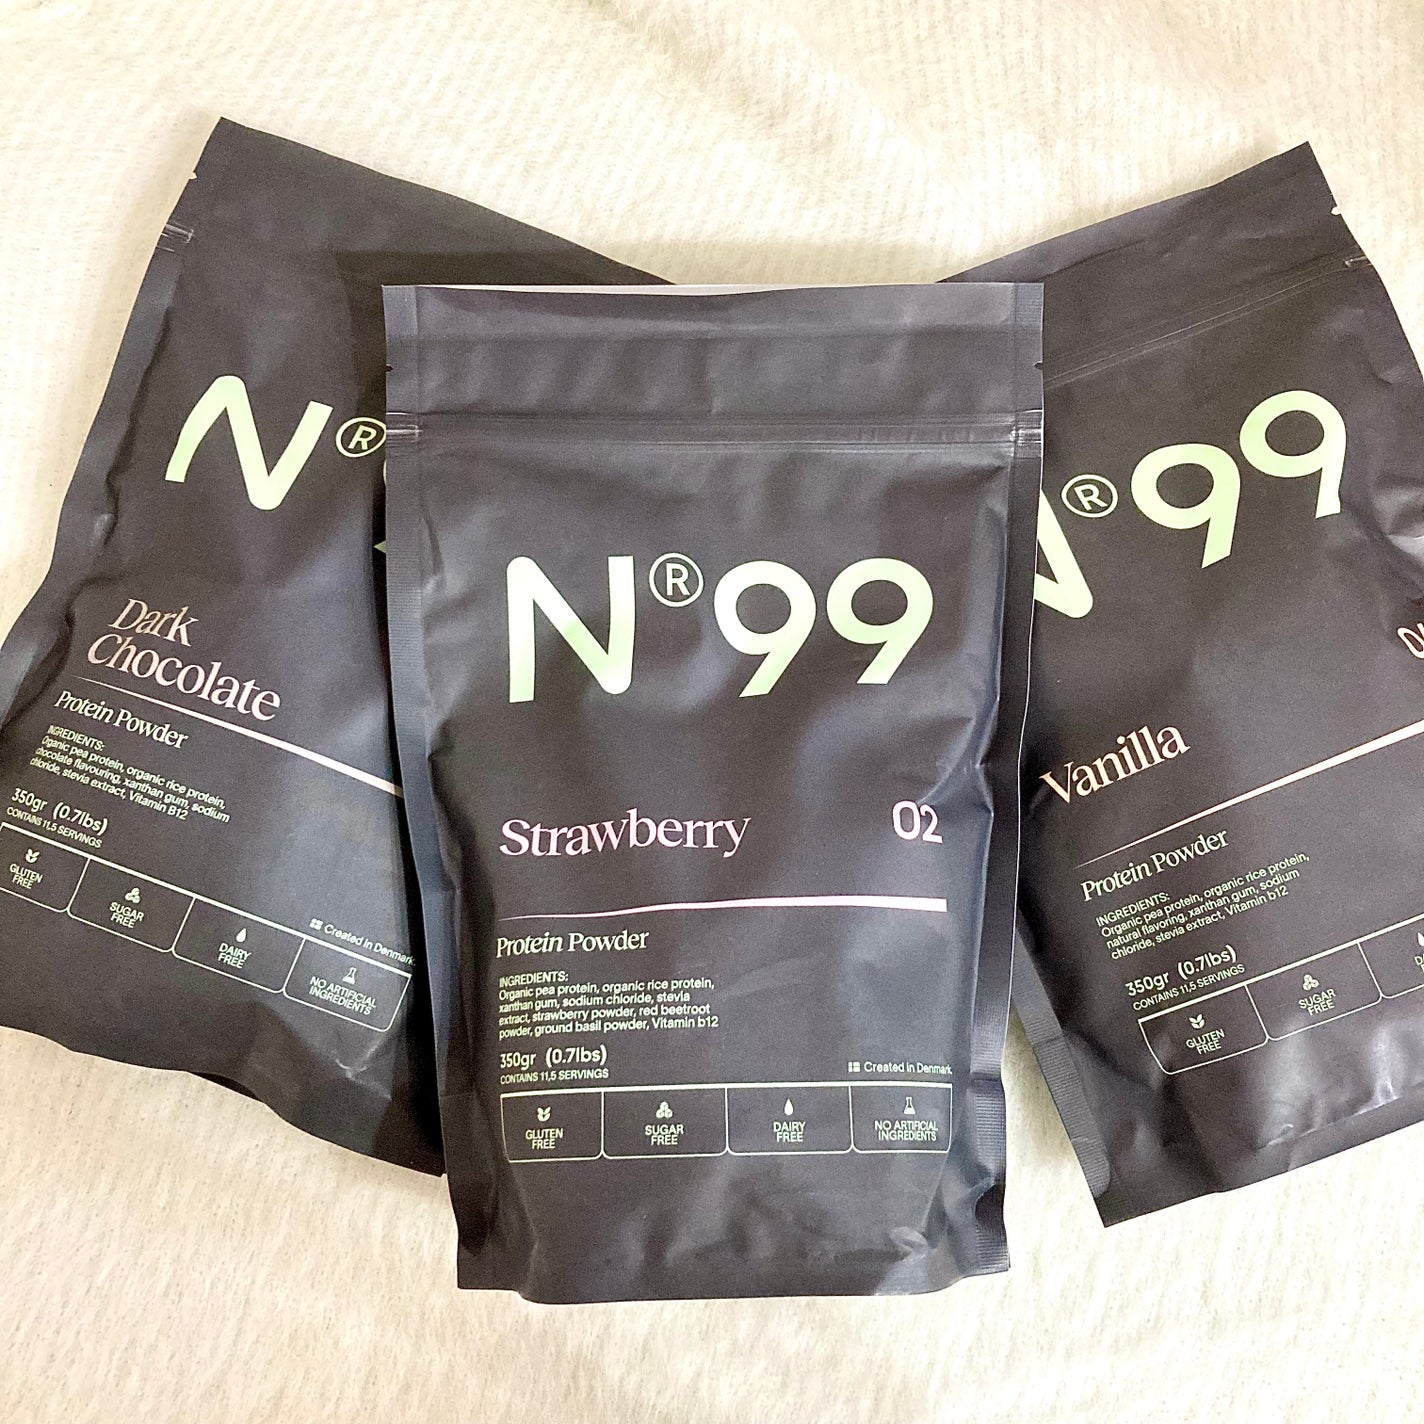 N®
Dark
Chocolate
Protein Powder
INGREDIENTS:
Organic pea protein, organic rice protein,
chocolate flavouring, xanthan gum, sodium
chloride, stevia extract, Vitamin B12
350gr (0.7lbs)
CONTAINS 11,5 SERVINGS
GLUTEN
FREE
SUGAR
FREE
DAIRY
FREE
Created in Denmark.
NO ARTIFICIAL
INGREDIENTS
N®99
Strawberry
02
Protein Powder
INGREDIENTS:
Organic pea protein, organic rice protein,
xanthan gum, sodium chloride, stevia
extract, strawberry powder, red beetroot
powder, ground basil powder, Vitamin b12
350gr (0.7lbs)
CONTAINS 11,5 SERVINGS
Created in Denmark.
GLUTEN
FREE
SUGAR
FREE
DAIRY
FREE
NO ARTIFICIAL
INGREDIENTS
N®99
Vanilla
Protein Powder
INGREDIENTS:
Organic pea protein, organic rice protein,
natural flavoring, xanthan gum, sodium
chloride, stevia extract, Vitamin b12
350gr (0.7lbs)
CONTAINS 11,5 SERVINGS
GLUTEN
FREE
SUGAR
FREE